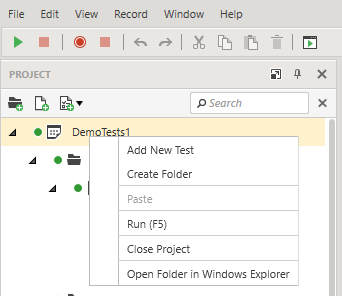 File Edit View Record Window Help
PROJECT
Search
DemoTests1
Add New Test
Create Folder
Paste
Run (F5)
Close Project
Open Folder in Windows Explorer